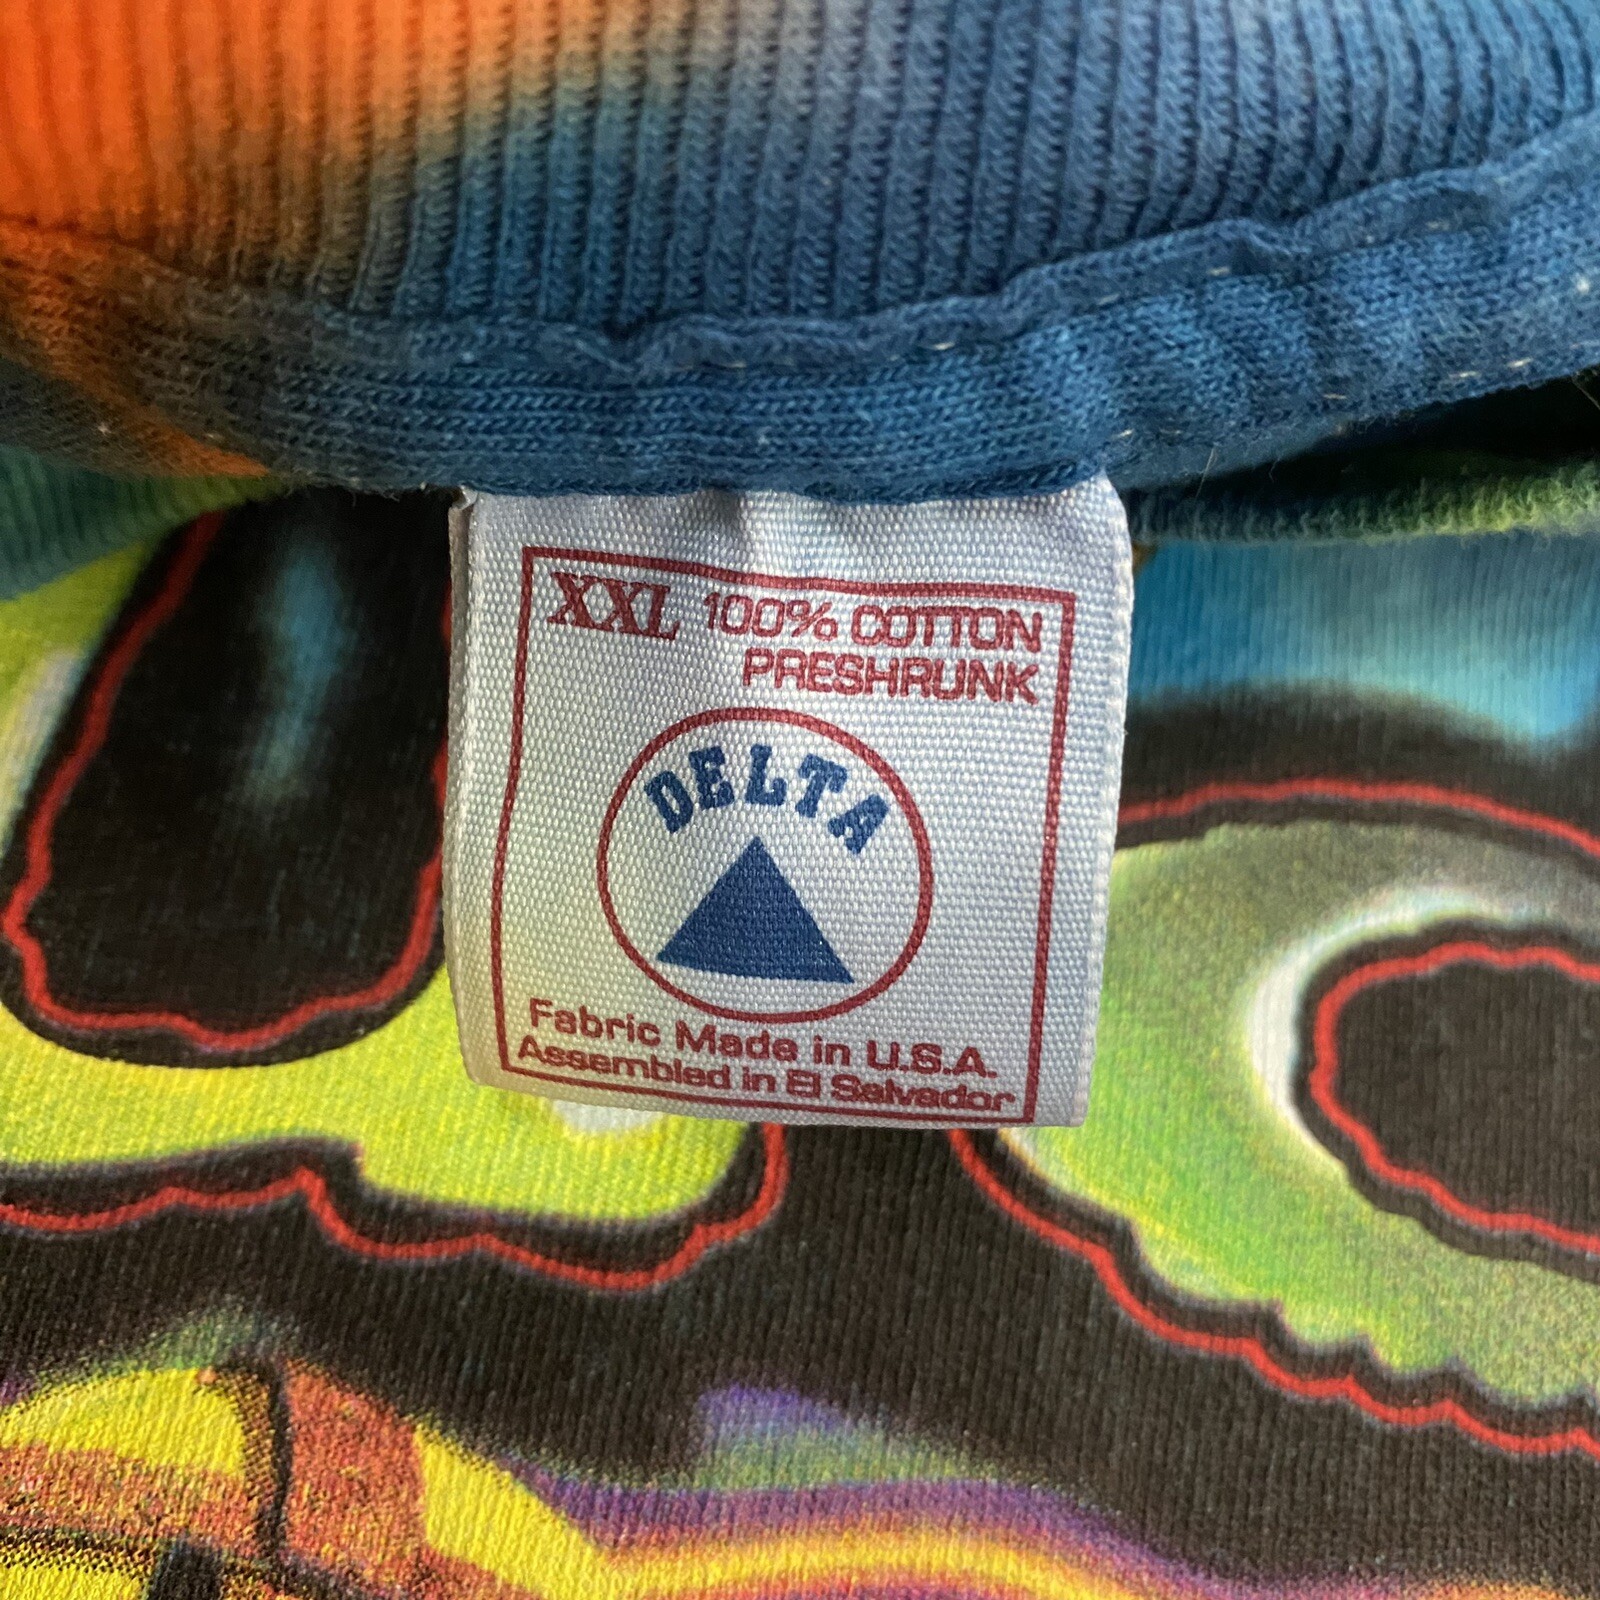 XXL 100% COTTON
PRESHRUNK
DELTA
Fabric Made in U.S.A.
Assembled in El Salvador